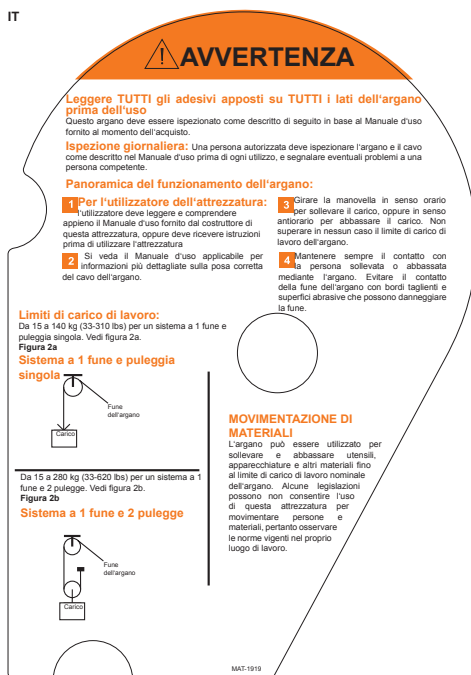 IT
AVVERTENZA
Leggere TUTTI gli adesivi apposti su TUTTI i lati dell'argano
prima dell'uso
Questo argano deve essere ispezionato come descritto di seguito in base al Manuale d'uso
fornito al momento dell'acquisto.
Ispezione giornaliera: Una persona autorizzata deve ispezionare l'argano e il cavo
come descritto nel Manuale d'uso prima di ogni utilizzo, e segnalare eventuali problemi a una
persona competente.
Panoramica del funzionamento dell'argano:
1 Per l'utilizzatore dell'attrezzatura:
l'utilizzatore deve leggere e comprendere
appieno il Manuale d'uso fornito dal costruttore di
questa attrezzatura, oppure deve ricevere istruzioni
prima di utilizzare l'attrezzatura
2 Si veda il Manuale d'uso applicabile per
informazioni più dettagliate sulla posa corretta
del cavo dell'argano.
3 Girare la manovella in senso orario
per sollevare il carico, oppure in senso
antiorario per abbassare il carico. Non
superare in nessun caso il limite di carico di
lavoro dell'argano.
4 Mantenere sempre il contatto con
la persona sollevata o abbassata
mediante l'argano. Evitare il contatto
della fune dell'argano con bordi taglienti e
superfici abrasive che possono danneggiare
la fune.
Limiti di carico di lavoro:
Da 15 a 140 kg (33-310 lbs) per un sistema a 1 fune e
puleggia singola. Vedi figura 2a.
Figura 2a
Sistema a 1 fune e puleggia
singola
Fune
dell'argano
Carico
Da 15 a 280 kg (33-620 lbs) per un sistema a 1
fune e 2 pulegge. Vedi figura 2b.
Figura 2b
Sistema a 1 fune e 2 pulegge
Fune
dell'argano
Carico
MOVIMENTAZIONE DI
MATERIALI
L'argano può essere utilizzato per
sollevare e abbassare utensili,
apparecchiature e altri materiali fino
al limite di carico di lavoro nominale
dell'argano. Alcune legislazioni
possono non consentire l'uso
di questa attrezzatura per
movimentare persone e
materiali, pertanto osservare
le norme vigenti nel proprio
luogo di lavoro.
MAT-1919